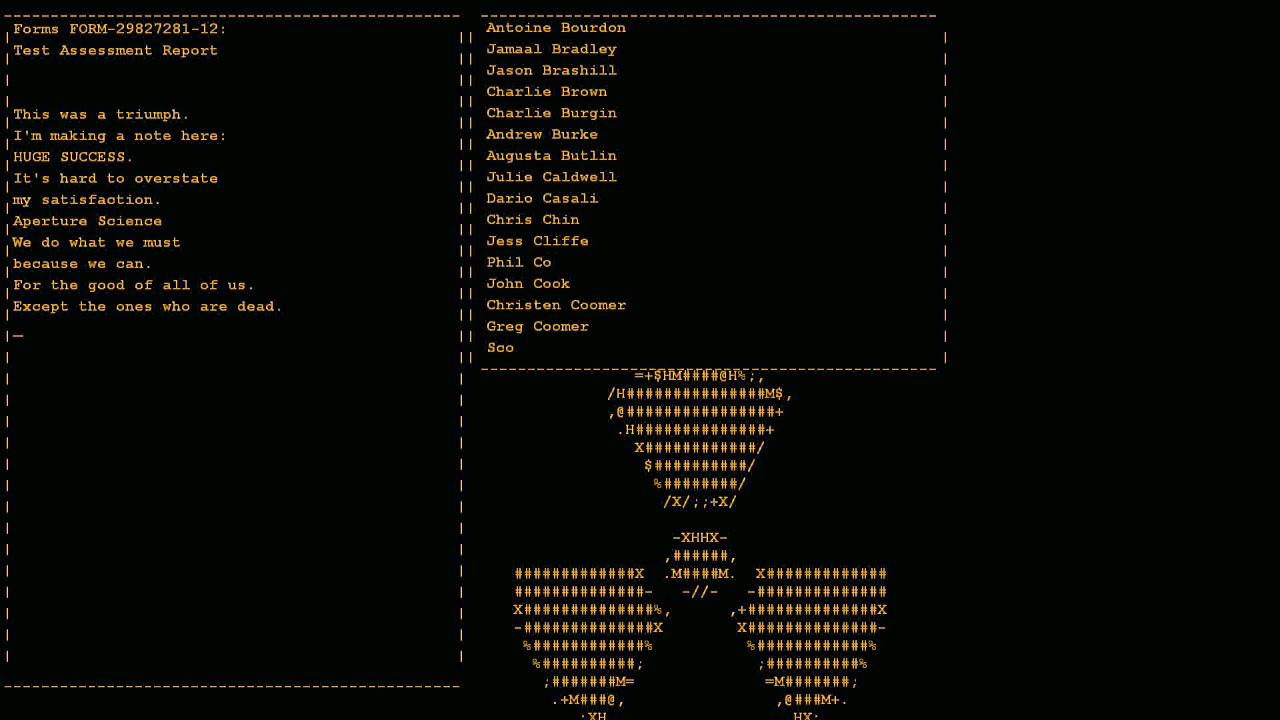 Forms FORM-29827281-12:
Test Assessment Report
This was a triumph.
I'm making a note here:
HUGE SUCCESS.
It's hard to overstate
my satisfaction.
Aperture Science
We do what we must
because we can.
For the good of all of us.
Except the ones who are dead.
Antoine Bourdon
Jamaal Bradley
Jason Brashill
Charlie Brown
Charlie Burgin
Andrew Burke
Augusta Butlin
Julie Caldwell
Dario Casali
Chris Chin
Jess Cliffe
Phil Co
John Cook
Christen Coomer
Greg Coomer
Sco